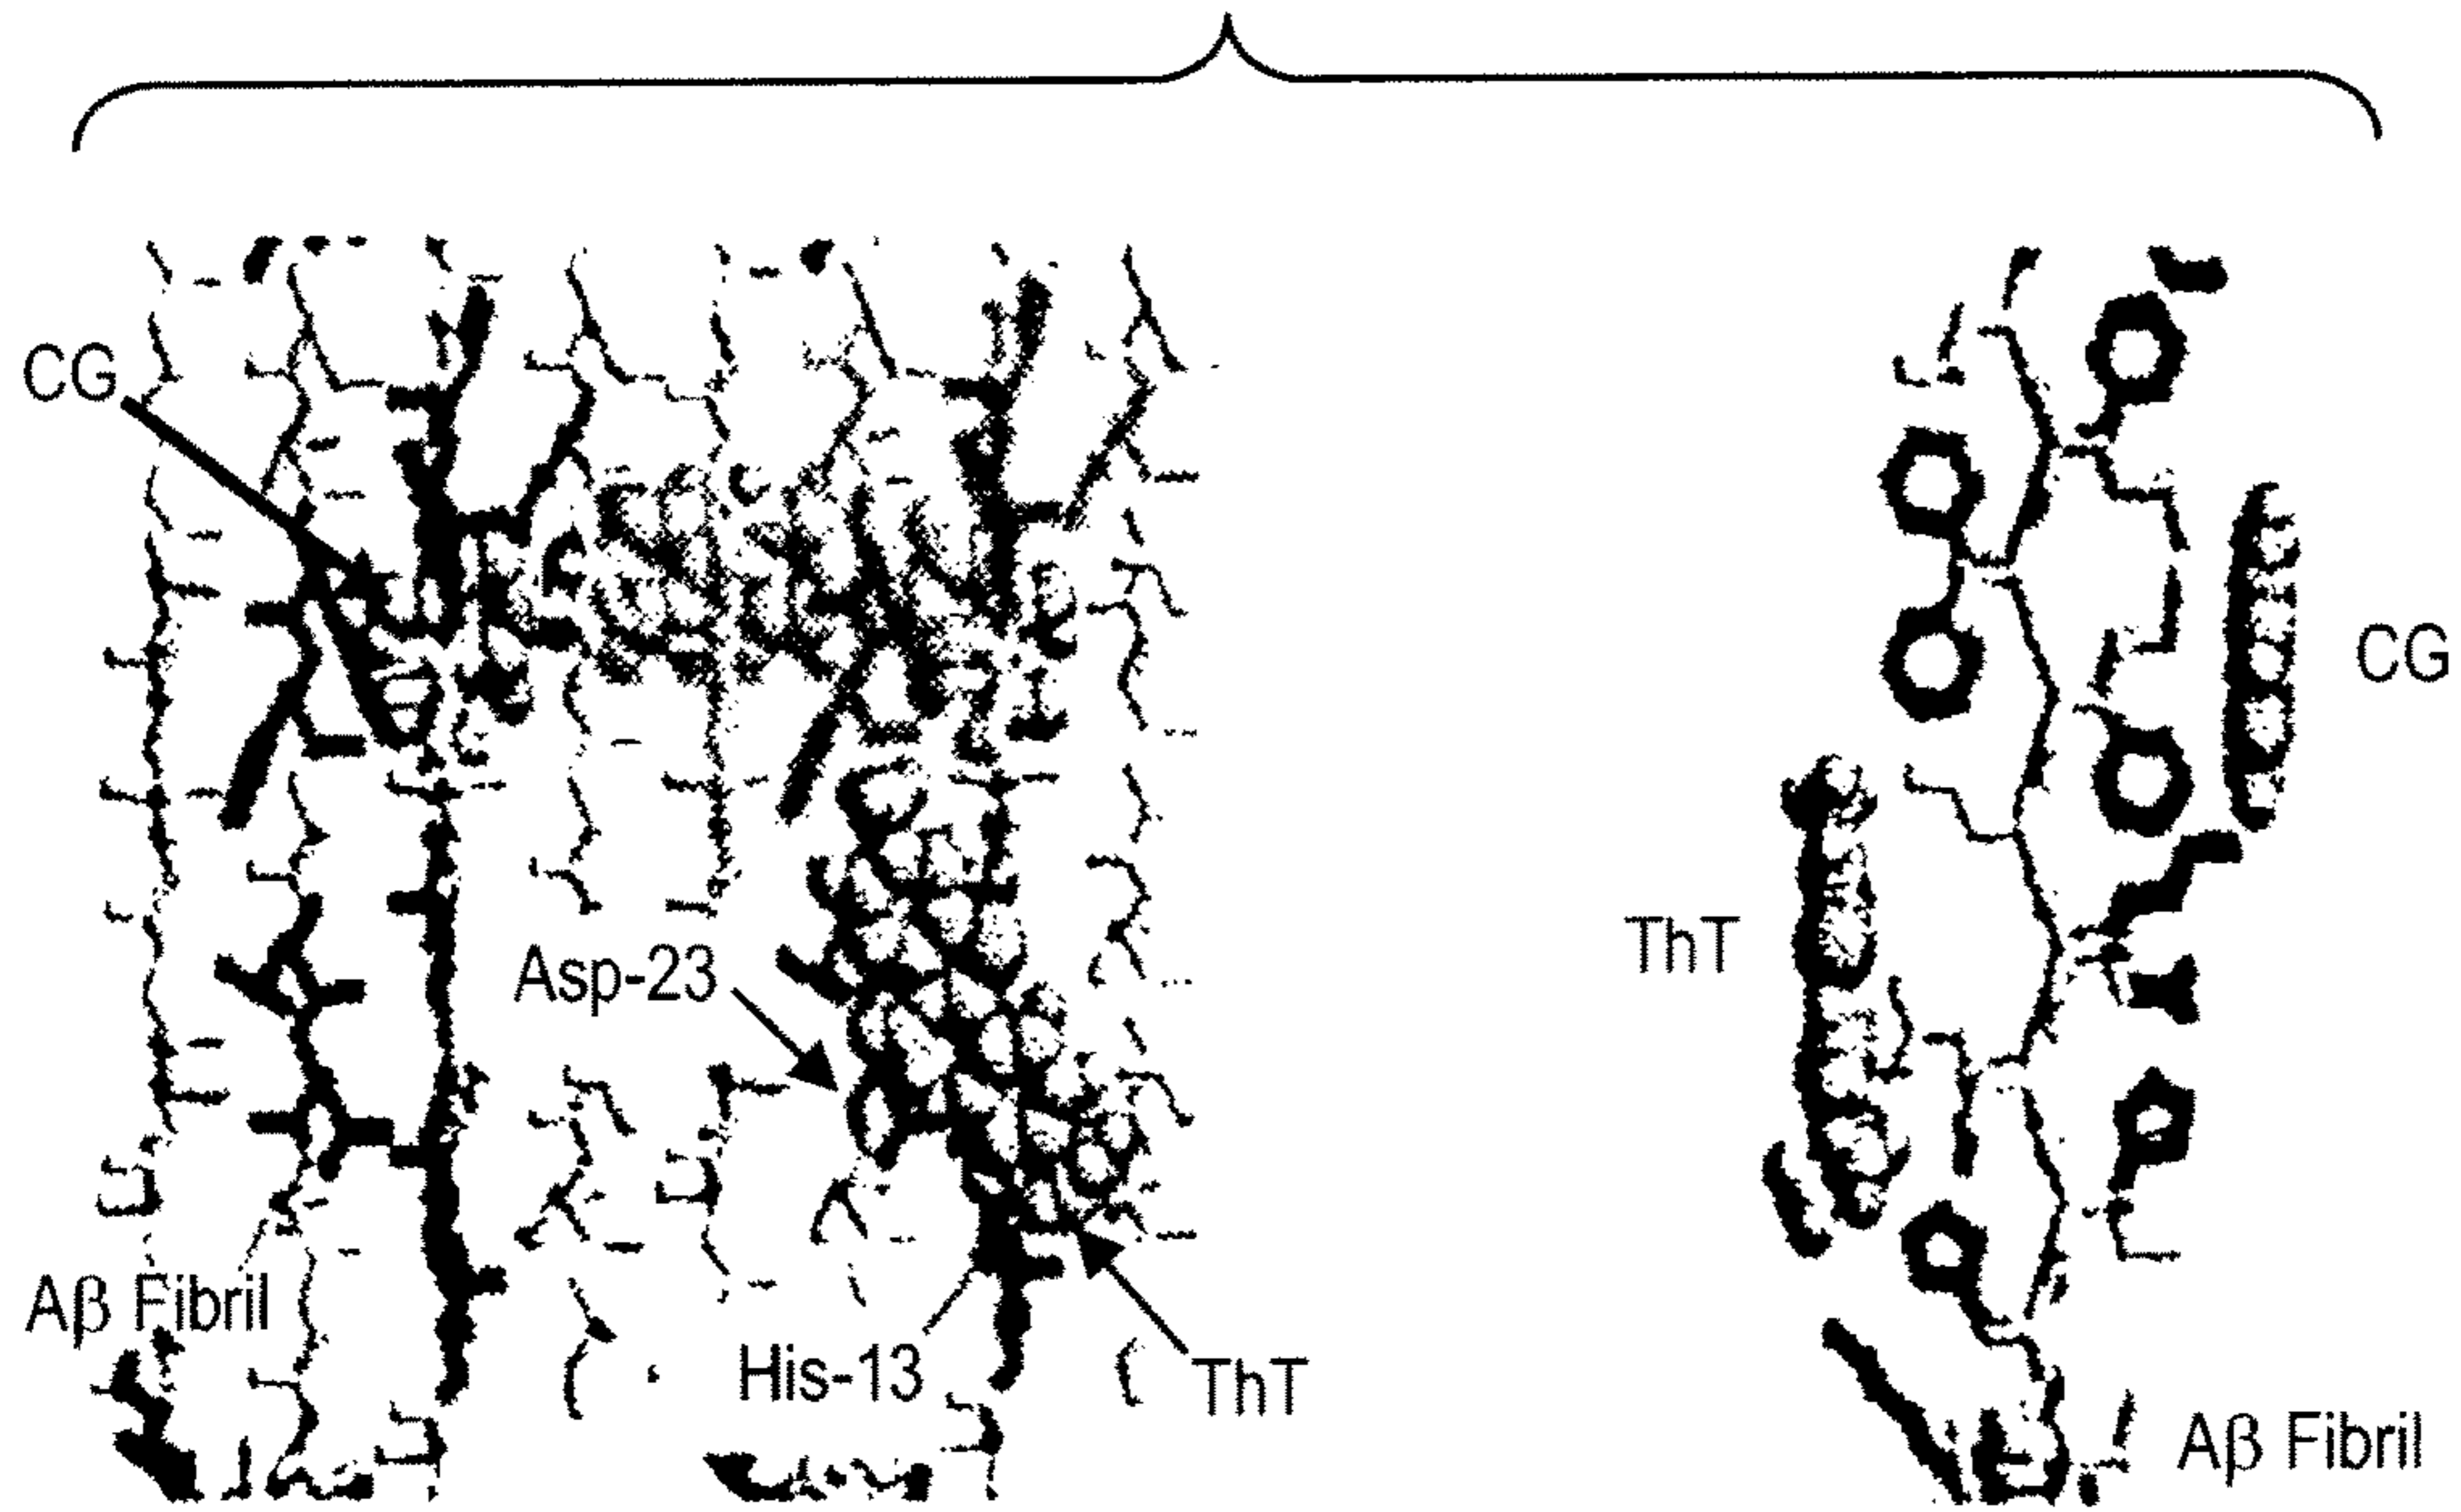 CG
Asp-23
Aβ Fibril
His-13
ThT
CG
ThT
Aβ Fibril